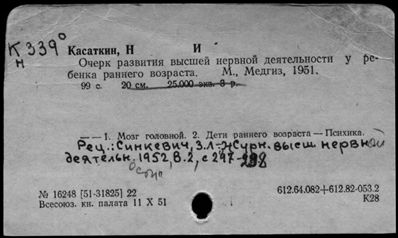 К 339°
н
Касаткин, Н И
Очерк развития высшей нервной деятельности у ре-
бенка раннего возраста. М., Медгиз, 1951.
99 с. 20 см. 25.000 экз. 3 р.
— — 1. Мозг головной. 2. Дети раннего возраста — Психика.
Рец.: Синкевич, З.Л.-Журн. высш нервной
деятельн, 1952, в.2, с 297-298
№ 16248 [51-31825] 22
Всесоюз. кн. палата 11 X 51
612.64.082+612.82-053.2
К28